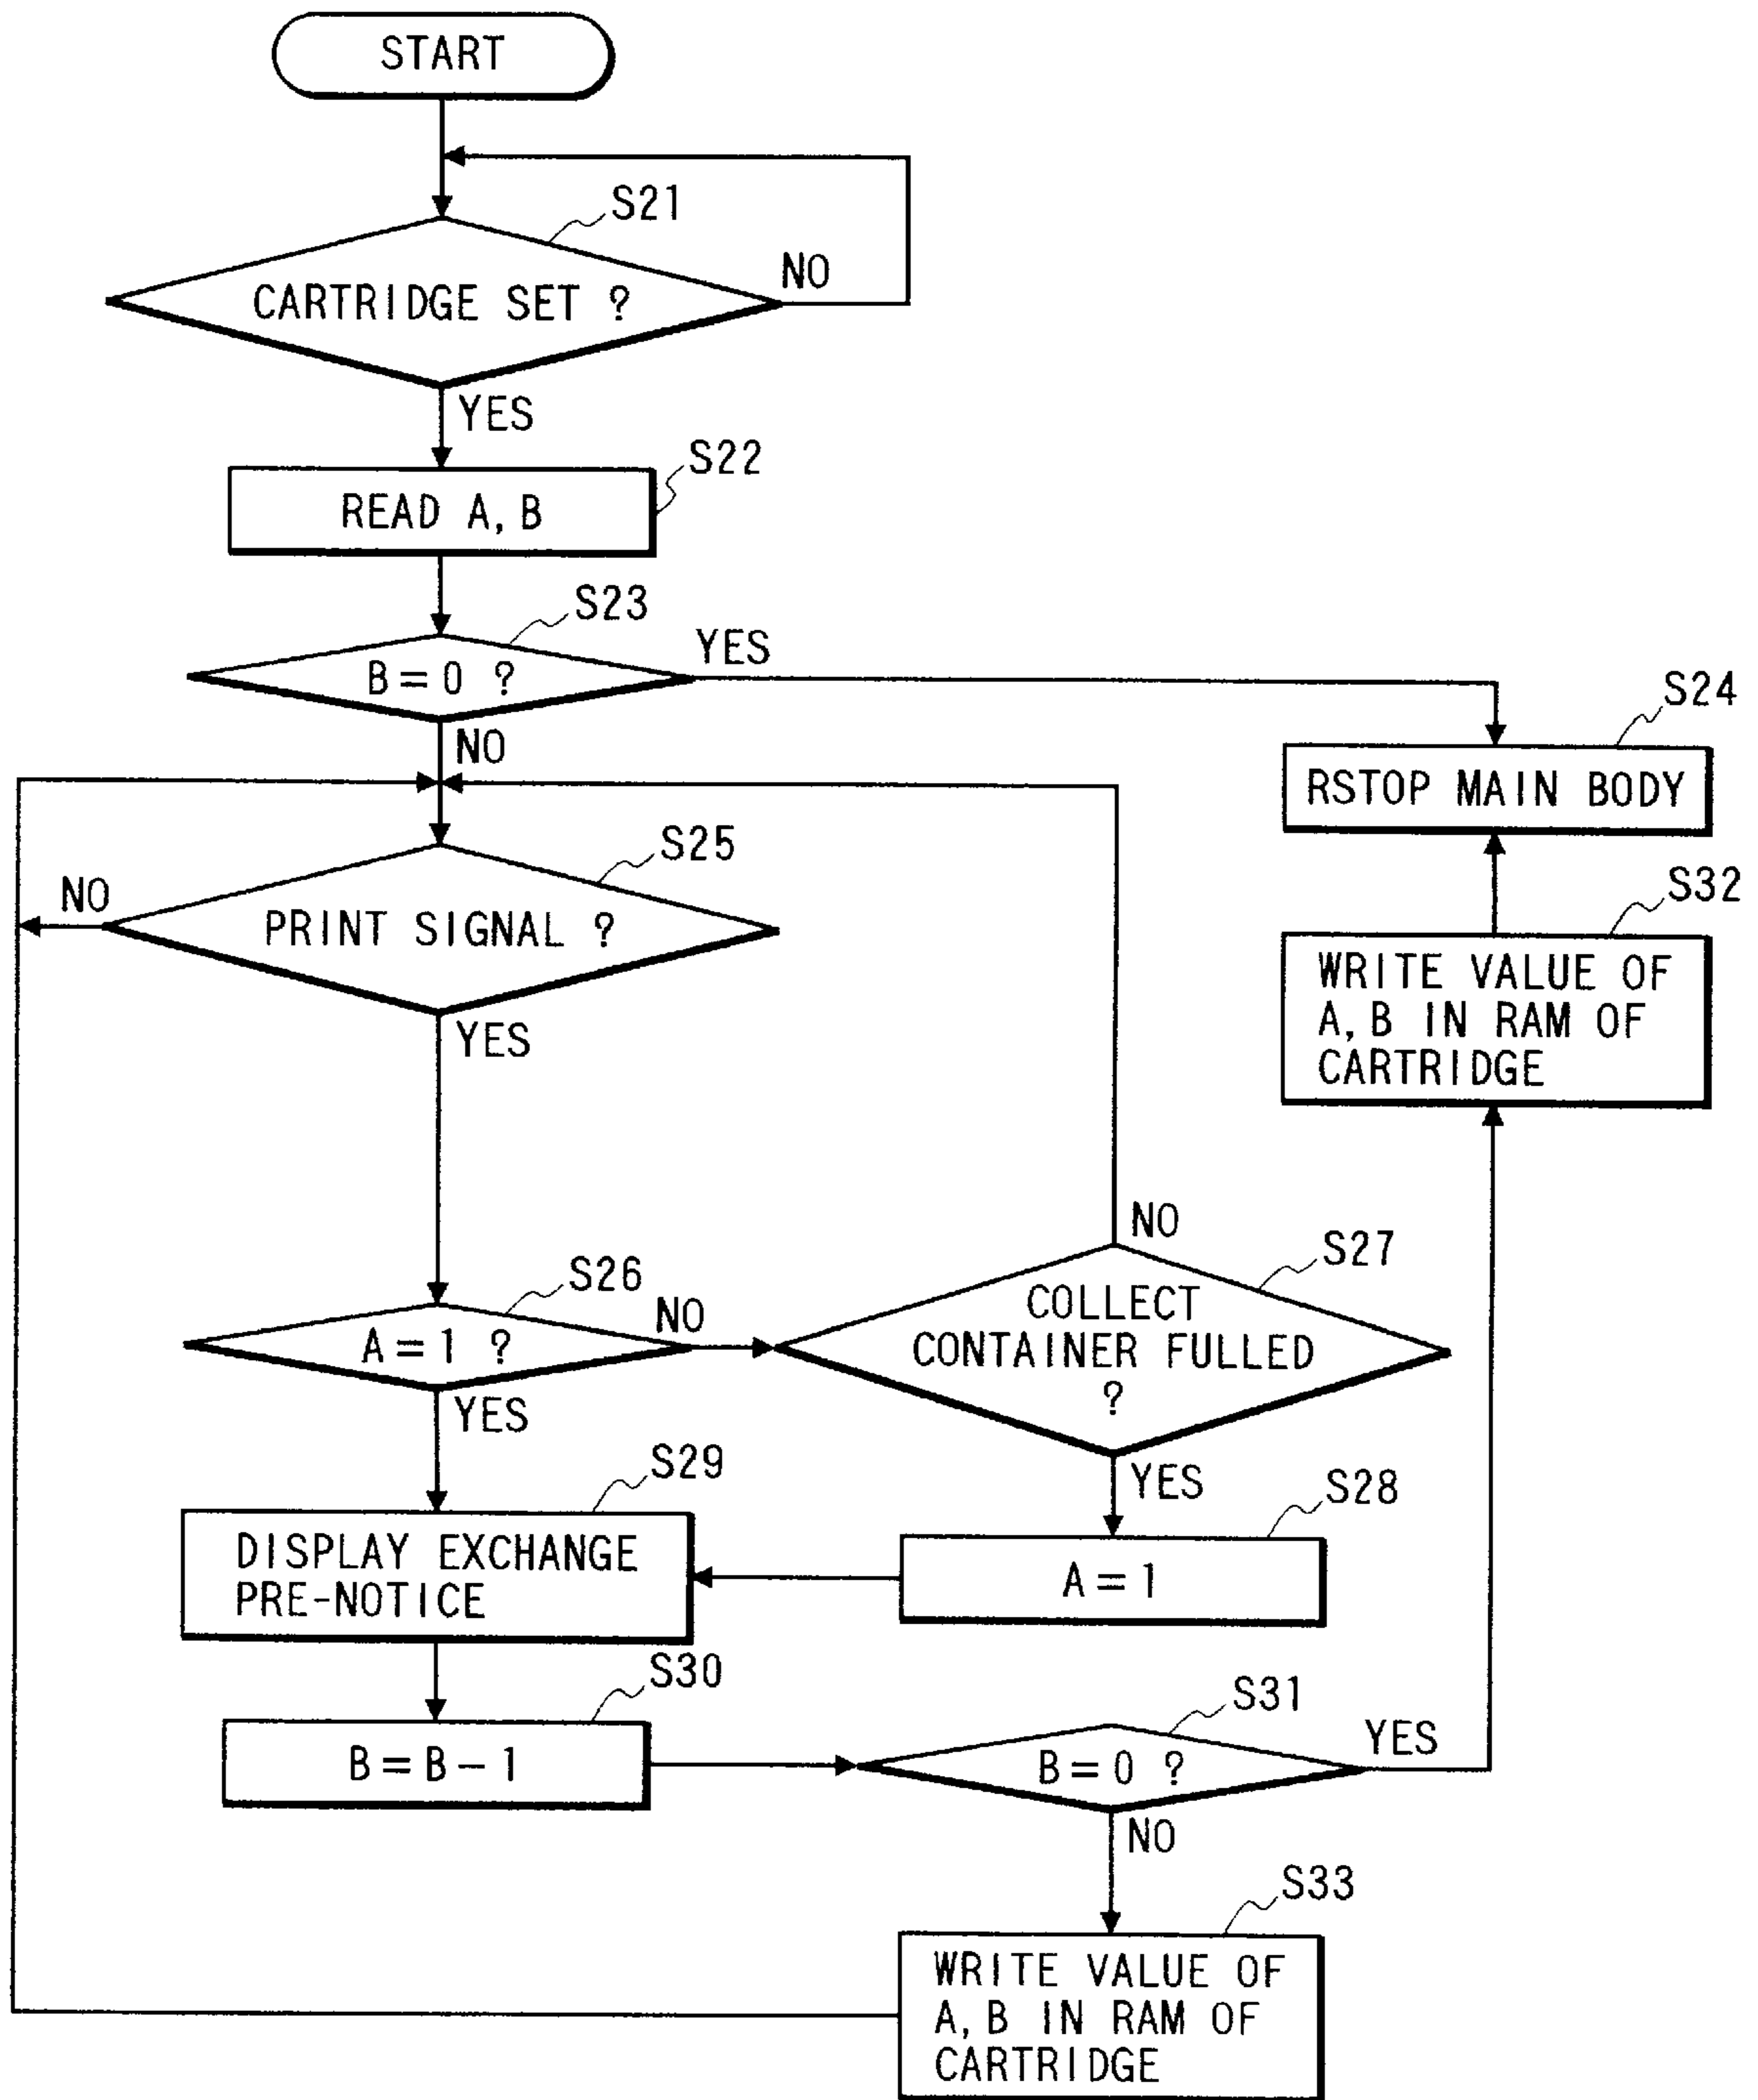 START
S21
CARTRIDGE SET ?
NO
YES
S22
READ A, B
S23
B=0 ?
YES
NO
S24
RSTOP MAIN BODY
S25
PRINT SIGNAL ?
NO
YES
S32
WRITE VALUE OF
A, B IN RAM OF
CARTRIDGE
S26
A=1 ?
NO
YES
S27
COLLECT
CONTAINER FULLED
?
NO
YES
S28
A=1
S29
DISPLAY EXCHANGE
PRE-NOTICE
S30
B=B-1
S31
B=0 ?
YES
NO
S33
WRITE VALUE OF
A, B IN RAM OF
CARTRIDGE